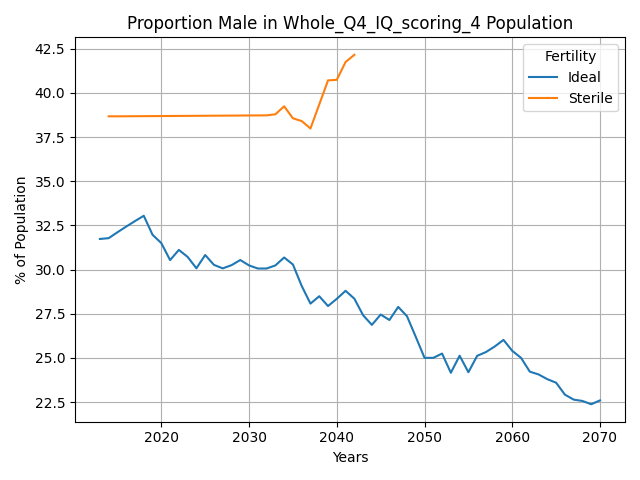 Proportion Male in Whole_Q4_IQ_scoring_4 Population
42.5
40.0
37.5
35.0
32.5
30.0
27.5
25.0
22.5
% of Population
Fertility
Ideal
Sterile
2020 2030 2040 2050 2060 2070
Years